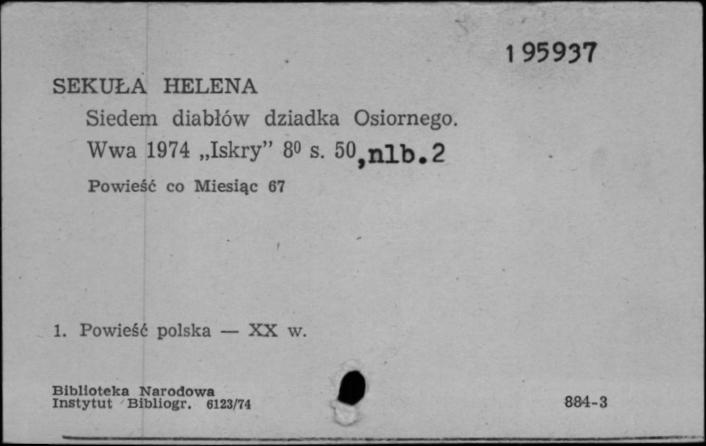 195937
SEKUŁA HELENA
Siedem diabłów dziadka Osiornego.
Wwa 1974 „Iskry” 8⁰ s. 50,nlb.2
Powieść co Miesiąc 67
1. Powieść polska — XX w.
Biblioteka Narodowa
Instytut Bibliogr. 6123/74
884-3